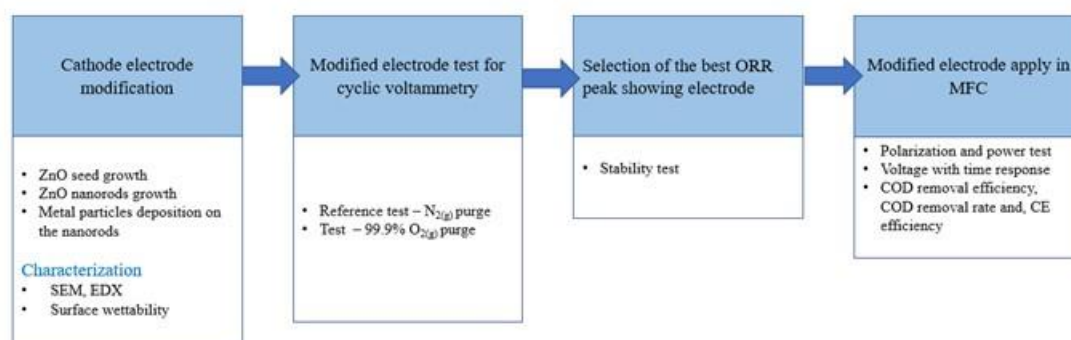 Cathode electrode
modification
• ZnO seed growth
• ZnO nanorods growth
• Metal particles deposition on
the nanorods
Characterization
• SEM, EDX
• Surface wettability
Modified electrode test for
cyclic voltammetry
• Reference test – N2(g) purge
• Test – 99.9% O2(g) purge
Selection of the best ORR
peak showing electrode
• Stability test
Modified electrode apply in
MFC
• Polarization and power test
• Voltage with time response
• COD removal efficiency,
COD removal rate and, CE
efficiency